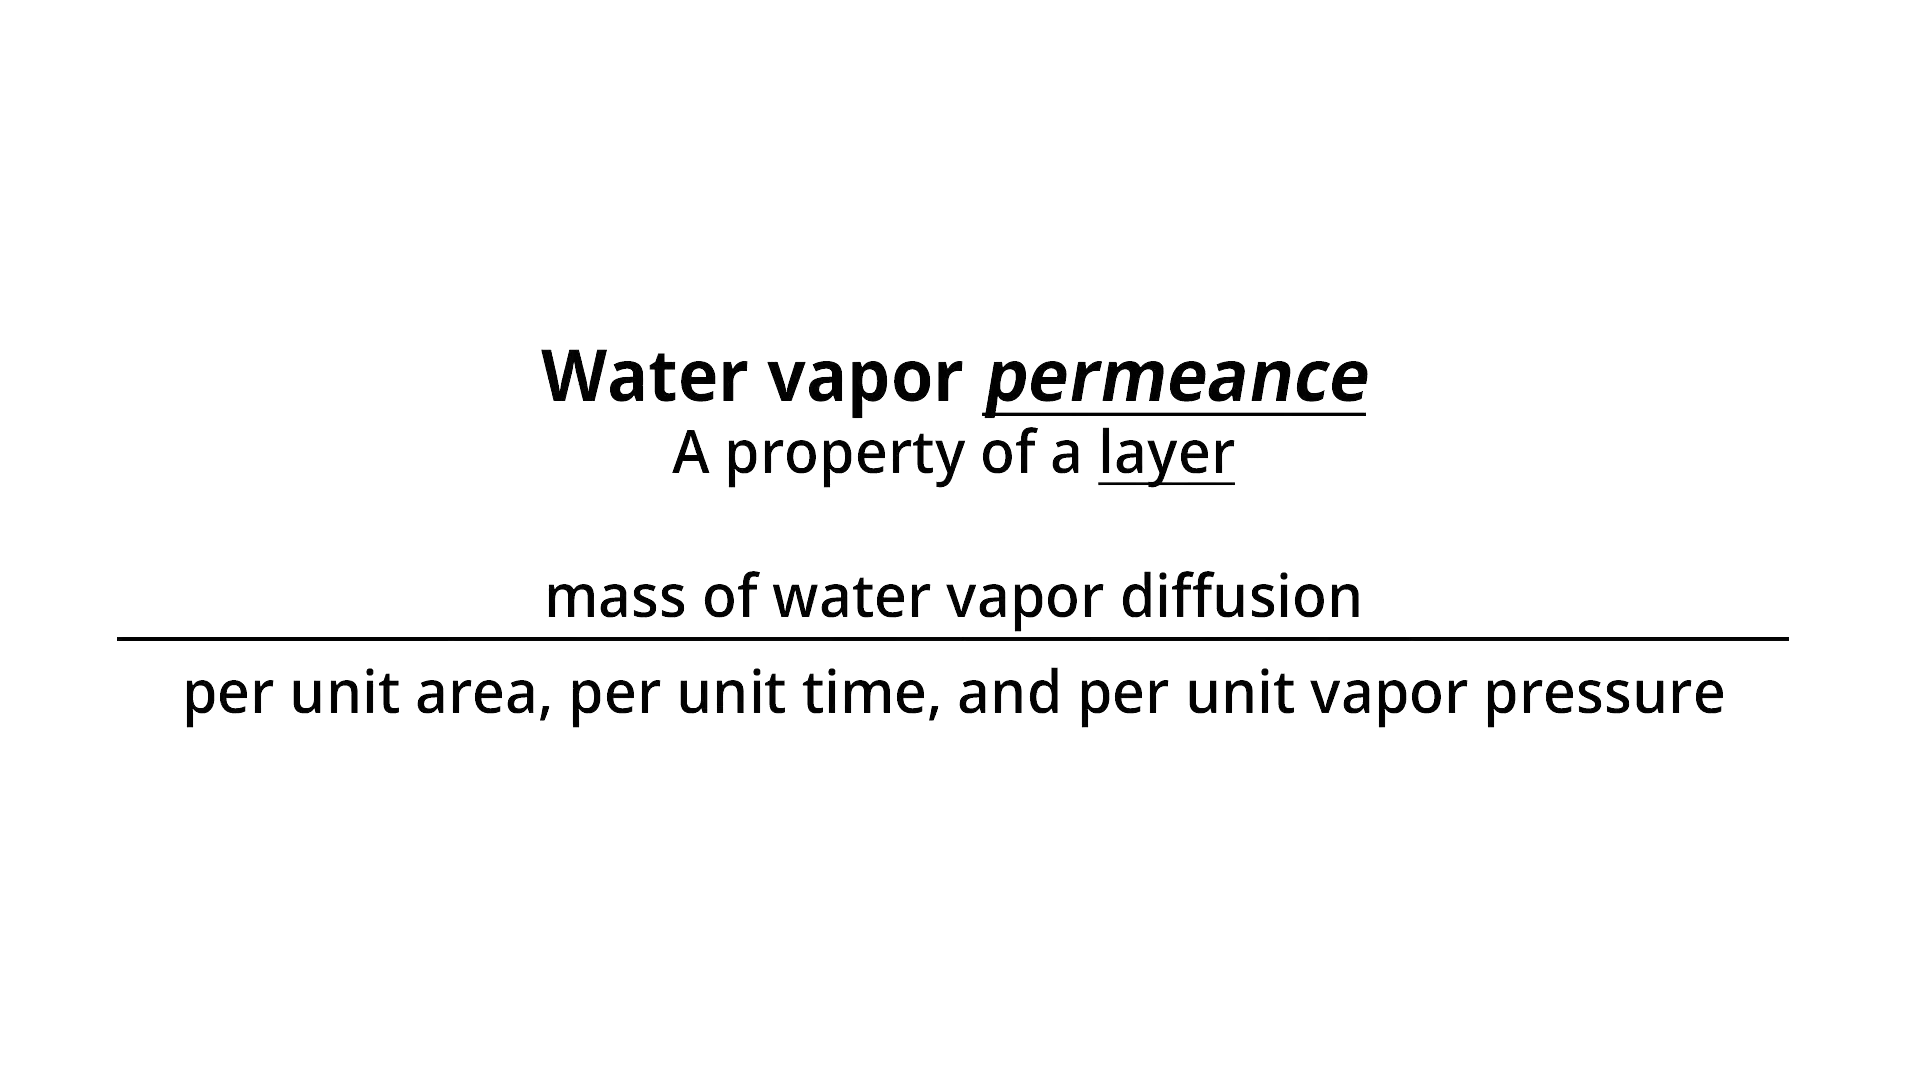 Water vapor permeance
A property of a layer
mass of water vapor diffusion
per unit area, per unit time, and per unit vapor pressure